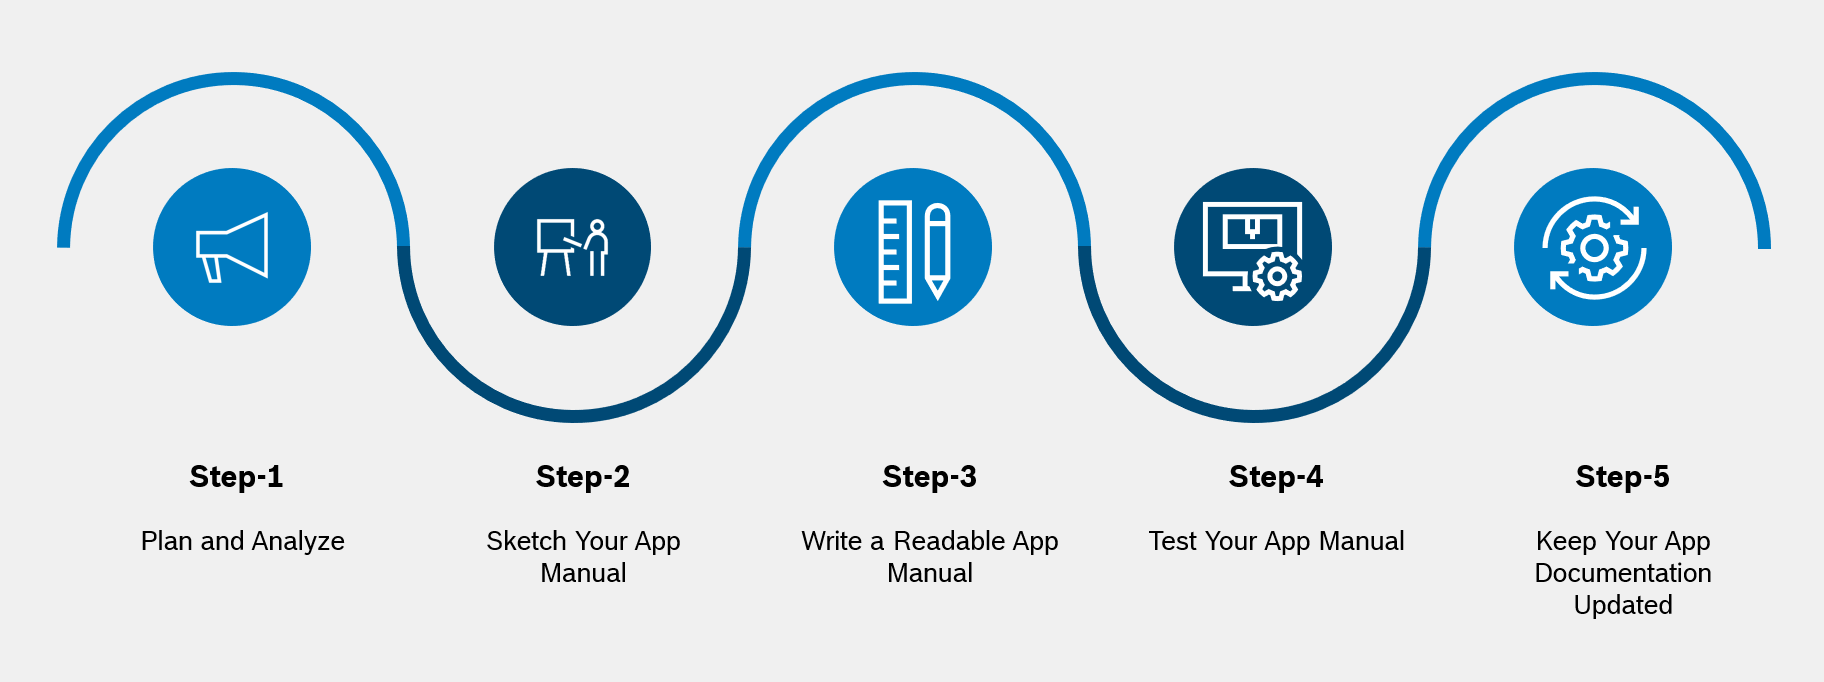 Step-1
Plan and Analyze
Step-2
Sketch Your App
Manual
Step-3
Write a Readable App
Manual
Step-4
Test Your App Manual
Step-5
Keep Your App
Documentation
Updated